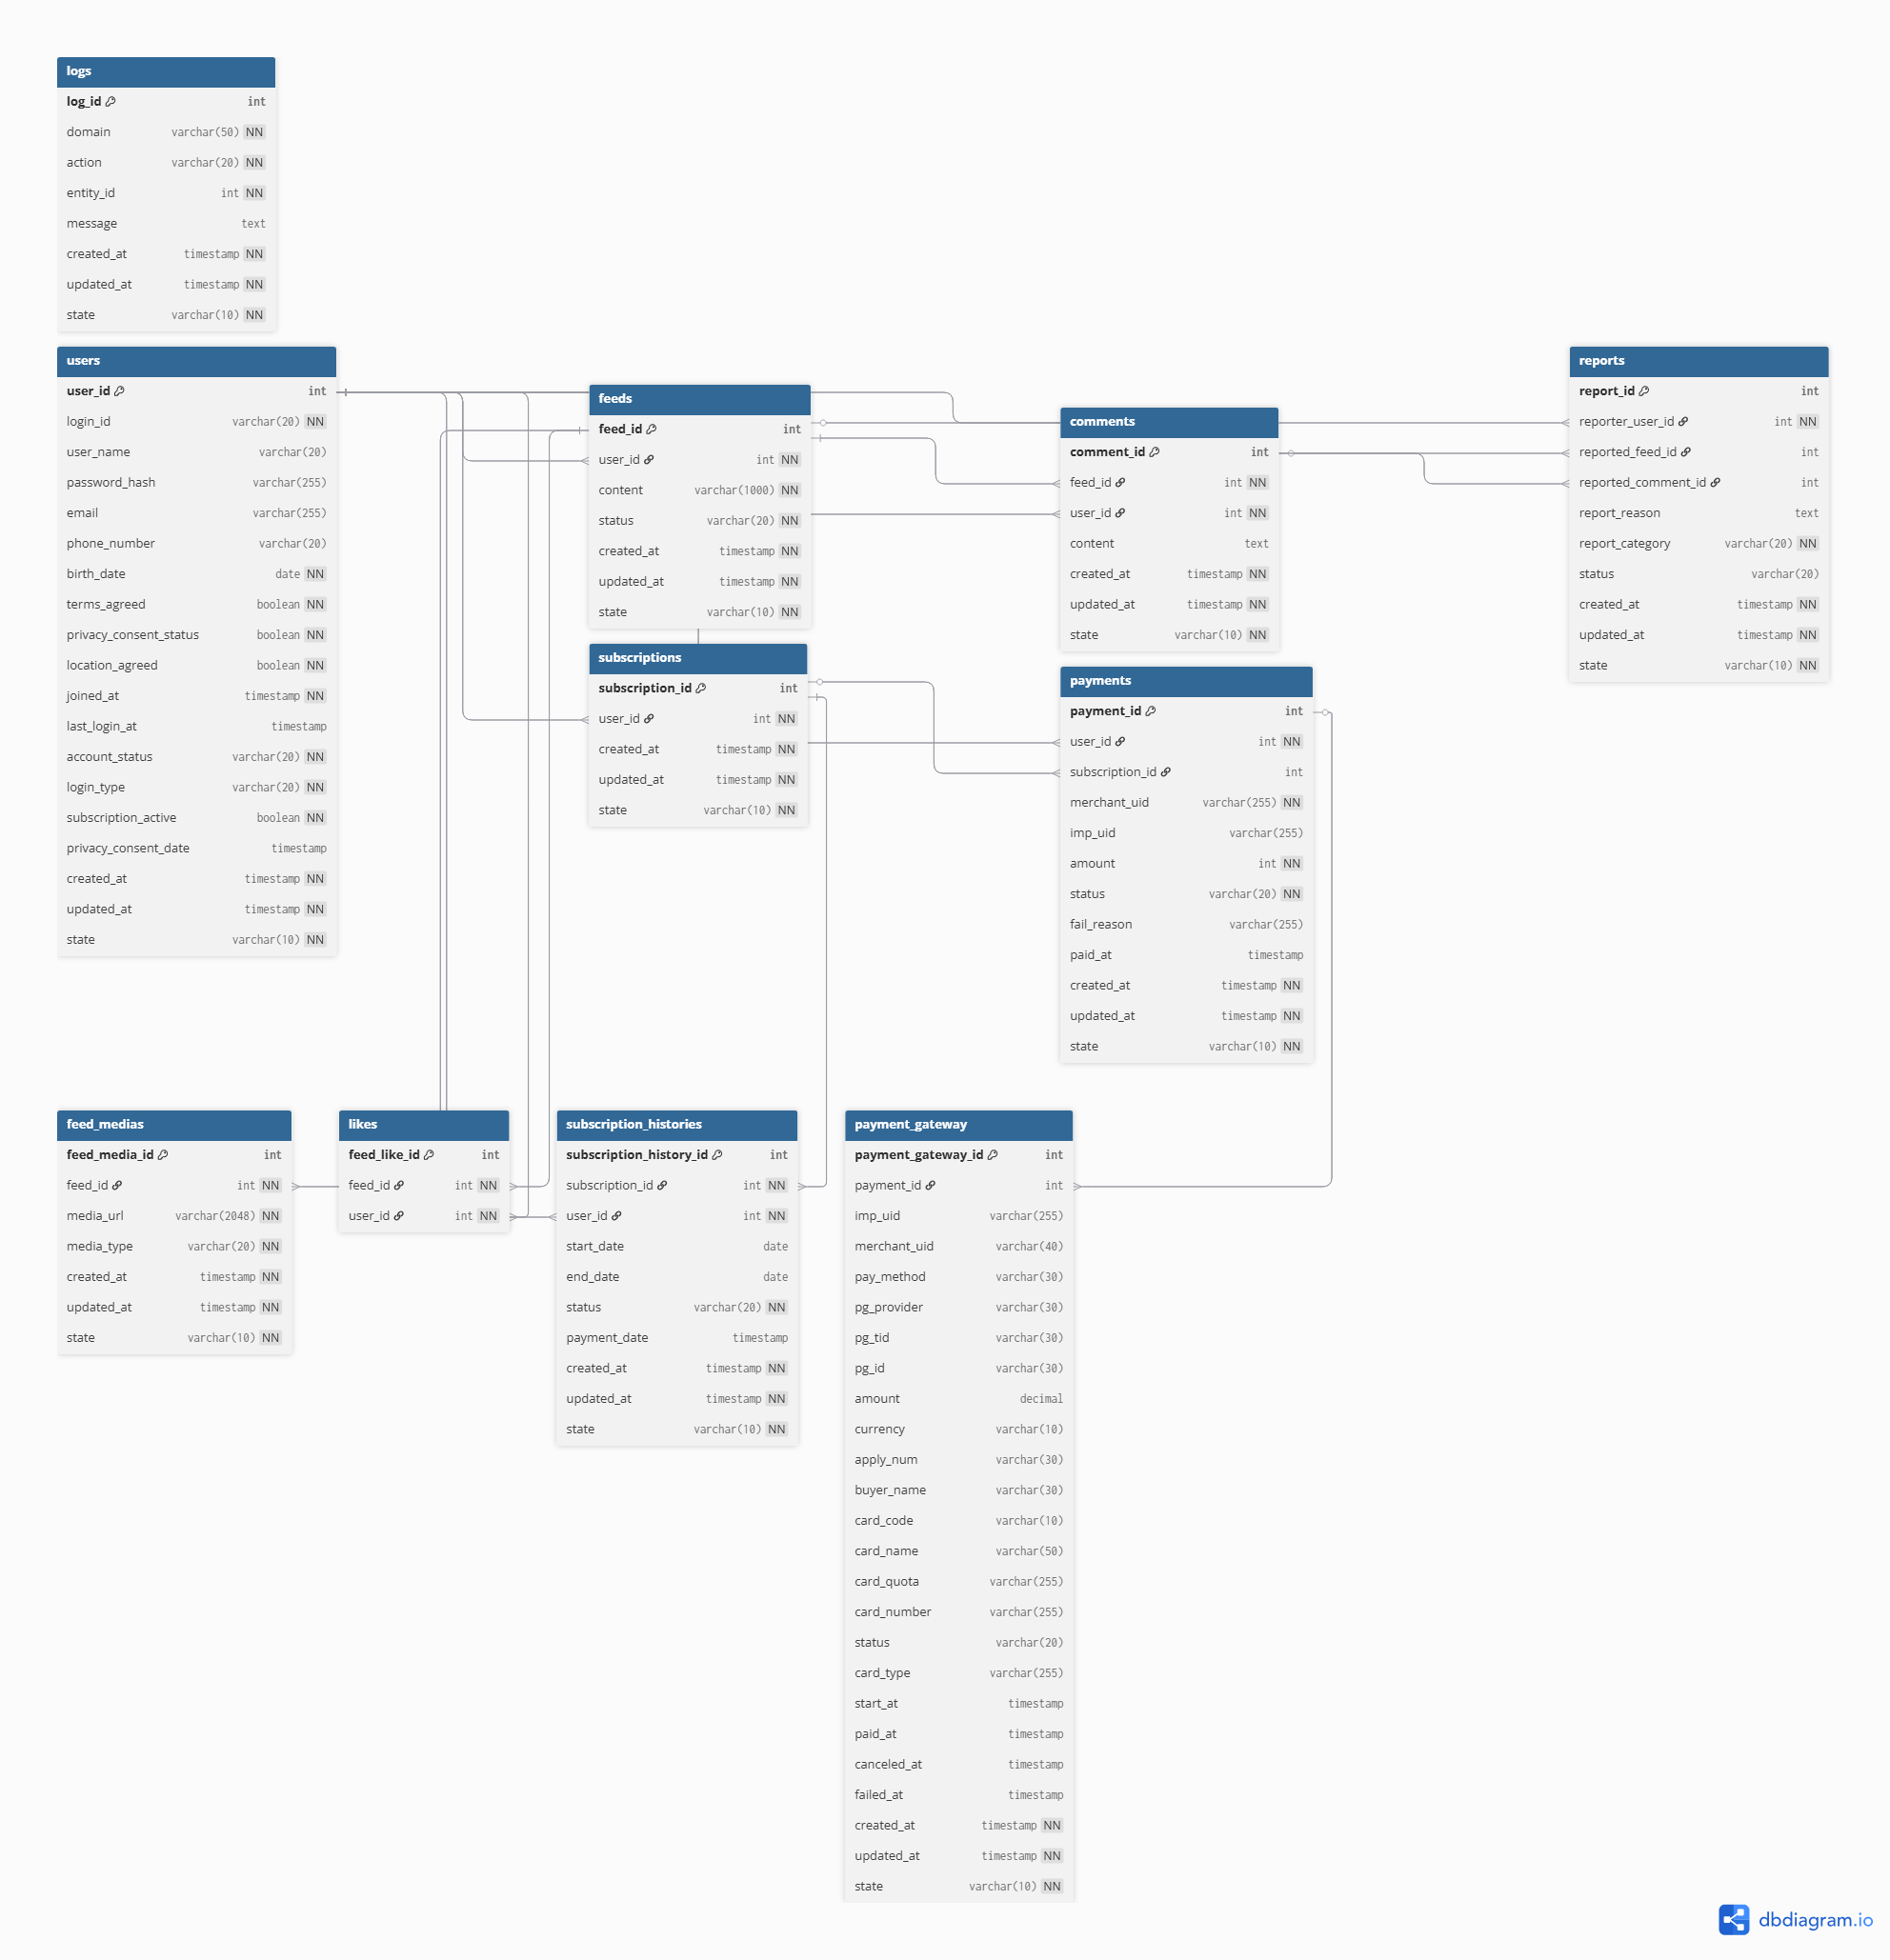 logs
log_id int
domain varchar(50) NN
action varchar(20) NN
entity_id int NN
message text
created_at timestamp NN
updated_at timestamp NN
state varchar(10) NN
users
user_id int
login_id varchar(20) NN
user_name varchar(20)
password_hash varchar(255)
email varchar(255)
phone_number varchar(20)
birth_date date NN
terms_agreed boolean NN
privacy_consent_status boolean NN
location_agreed boolean NN
joined_at timestamp NN
last_login_at timestamp
account_status varchar(20) NN
login_type varchar(20) NN
subscription_active boolean NN
privacy_consent_date timestamp
created_at timestamp NN
updated_at timestamp NN
state varchar(10) NN
feeds
feed_id int
user_id int NN
content varchar(1000) NN
status varchar(20) NN
created_at timestamp NN
updated_at timestamp NN
state varchar(10) NN
subscriptions
subscription_id int
user_id int NN
created_at timestamp NN
updated_at timestamp NN
state varchar(10) NN
comments
comment_id int
feed_id int NN
user_id int NN
content text
created_at timestamp NN
updated_at timestamp NN
state varchar(10) NN
payments
payment_id int
user_id int NN
subscription_id int
merchant_uid varchar(255) NN
imp_uid varchar(255)
amount int NN
status varchar(20) NN
fail_reason varchar(255)
paid_at timestamp
created_at timestamp NN
updated_at timestamp NN
state varchar(10) NN
reports
report_id int
reporter_user_id int NN
reported_feed_id int
reported_comment_id int
report_reason text
report_category varchar(20) NN
status varchar(20)
created_at timestamp NN
updated_at timestamp NN
state varchar(10) NN
feed_medias
feed_media_id int
feed_id int NN
media_url varchar(2048) NN
media_type varchar(20) NN
created_at timestamp NN
updated_at timestamp NN
state varchar(10) NN
likes
feed_like_id int
feed_id int NN
user_id int NN
subscription_histories
subscription_history_id int
subscription_id int NN
user_id int NN
start_date date
end_date date
status varchar(20) NN
payment_date timestamp
created_at timestamp NN
updated_at timestamp NN
state varchar(10) NN
payment_gateway
payment_gateway_id int
payment_id int
imp_uid varchar(255)
merchant_uid varchar(40)
pay_method varchar(30)
pg_provider varchar(30)
pg_tid varchar(30)
pg_id varchar(30)
amount decimal
currency varchar(10)
apply_num varchar(30)
buyer_name varchar(30)
card_code varchar(10)
card_name varchar(50)
card_quota varchar(255)
card_number varchar(255)
status varchar(20)
card_type varchar(255)
start_at timestamp
paid_at timestamp
canceled_at timestamp
failed_at timestamp
created_at timestamp NN
updated_at timestamp NN
state varchar(10) NN
dbdiagram.io